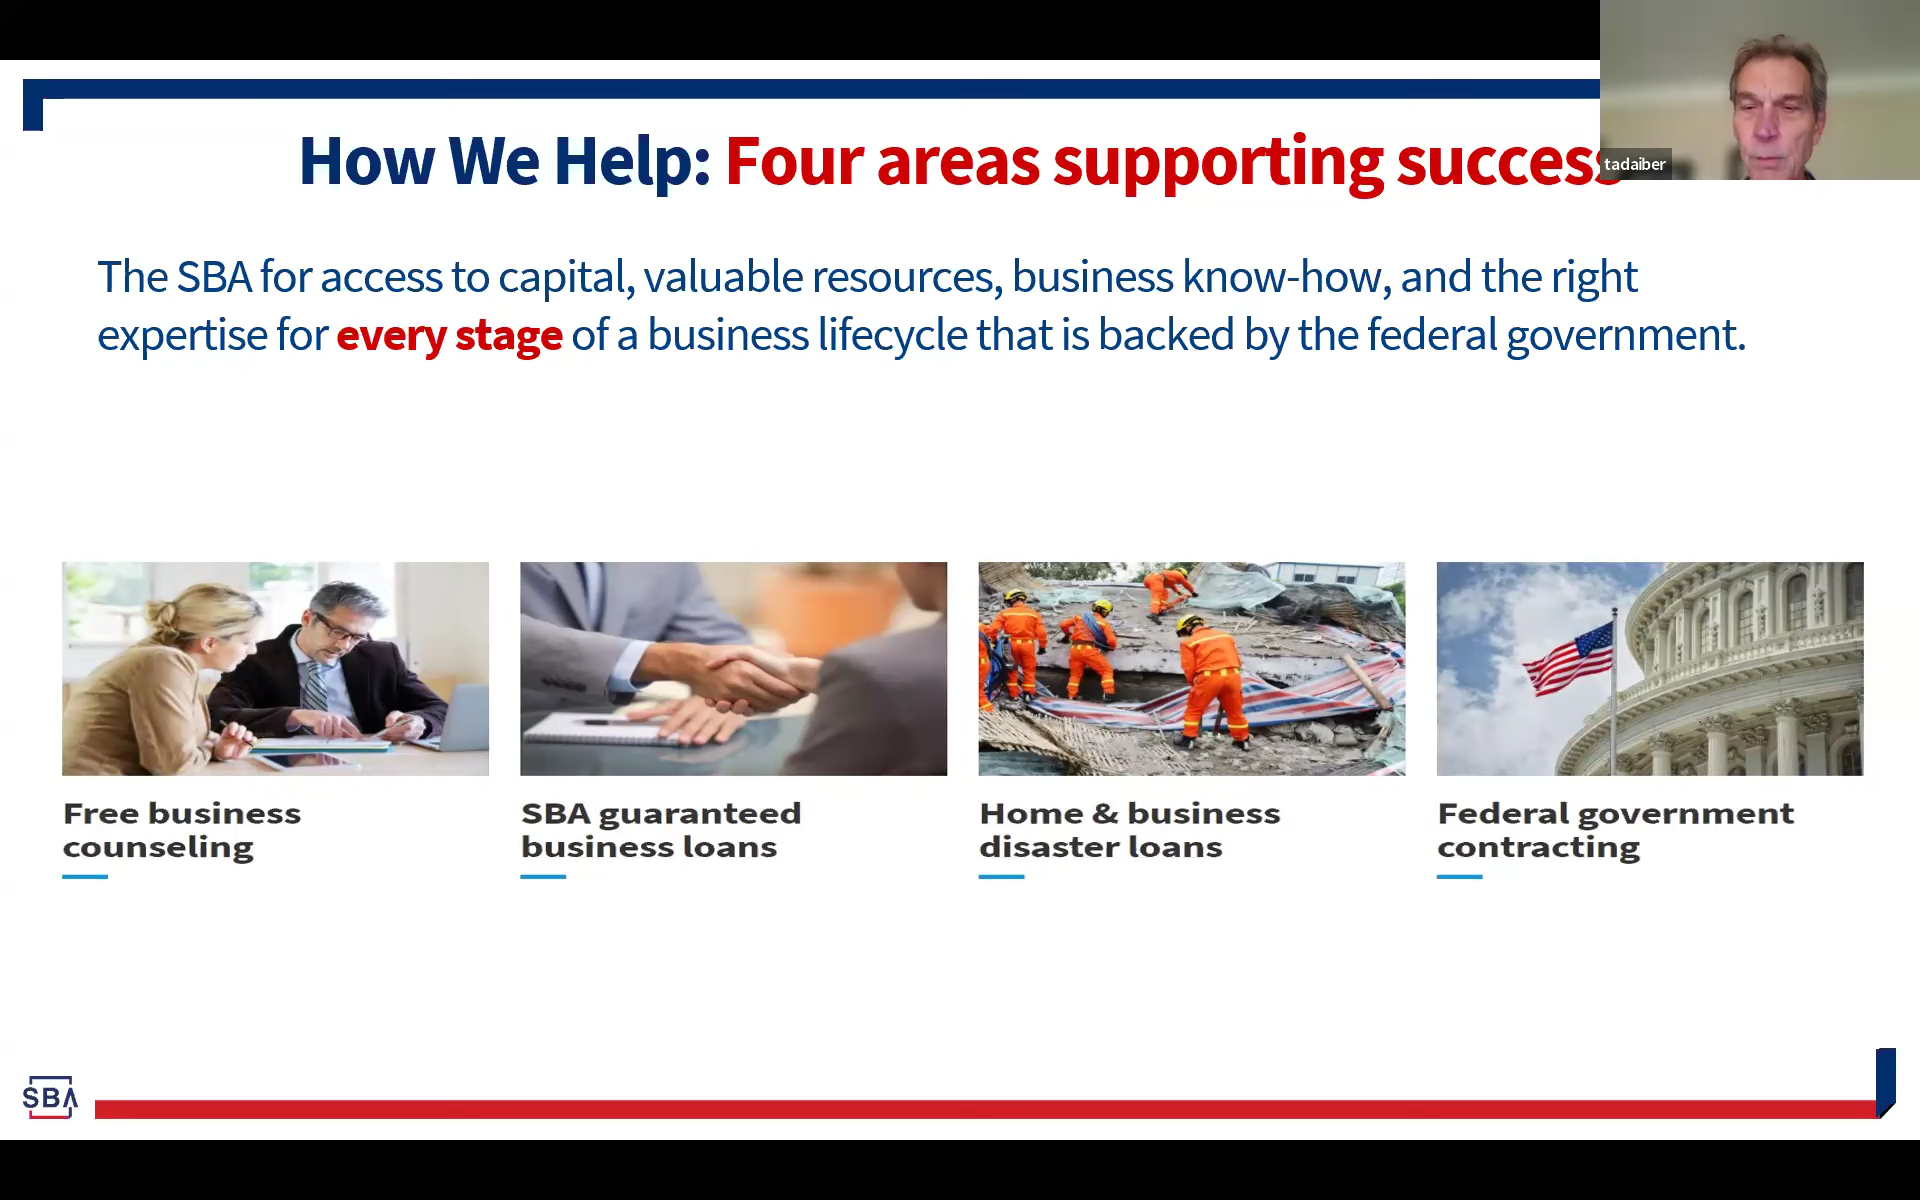 How We Help: Four areas supporting success
tadaiber
The SBA for access to capital, valuable resources, business know-how, and the right
expertise for every stage of a business lifecycle that is backed by the federal government.
Free business
counseling
SBA guaranteed
business loans
Home & business
disaster loans
Federal government
contracting
SBA